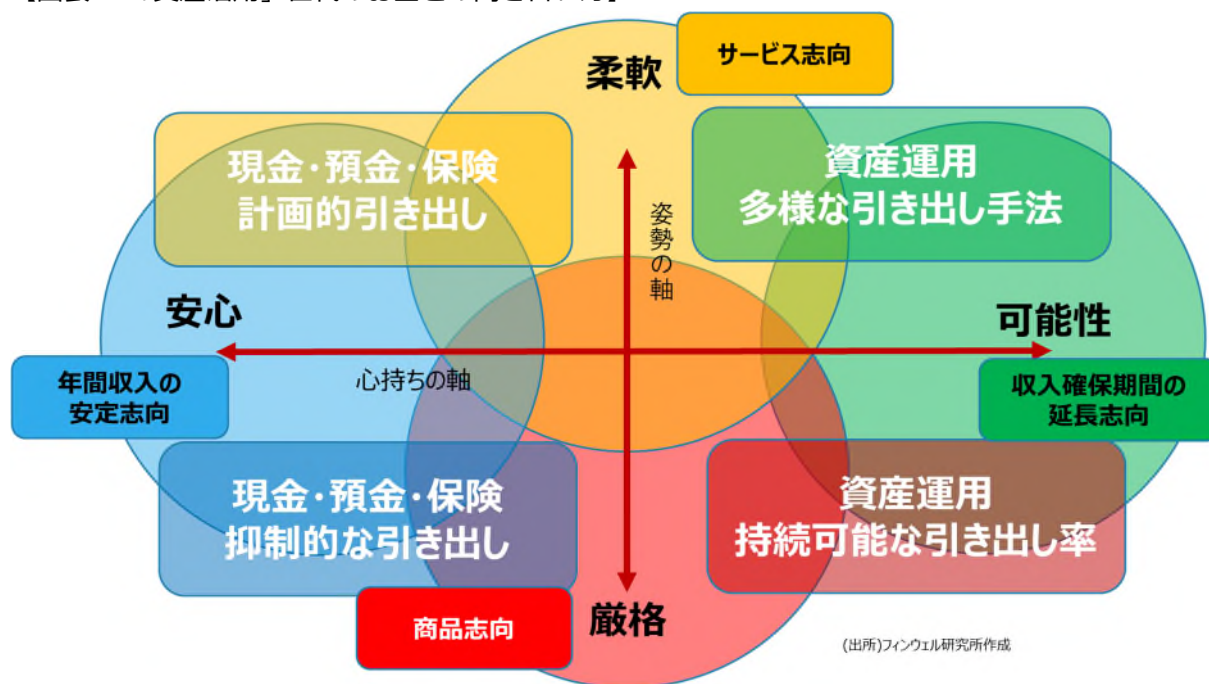 サービス志向
柔軟
現金・預金・保険
計画的引き出し
資産運用
多様な引き出し手法
姿勢の軸
安心
可能性
年間収入の
安定志向
心持ちの軸
収入確保期間の
延長志向
現金・預金・保険
抑制的な引き出し
資産運用
持続可能な引き出し率
商品志向
厳格
(出所)フィンウェル研究所作成